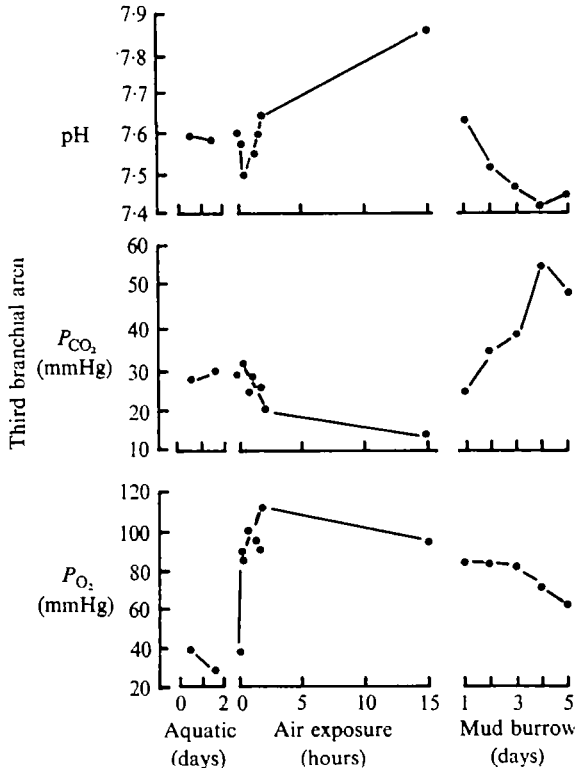 7·9
7·8
7·7
7·6
7·5
7·4
pH
60
50
40
30
20
10
P_CO₂
(mmHg)
120
100
80
60
40
20
P_O₂
(mmHg)
Third branchial arcn
0 2 0 5 10 15 1 3 5
Aquatic Air exposure Mud burrow
(days) (hours) (days)